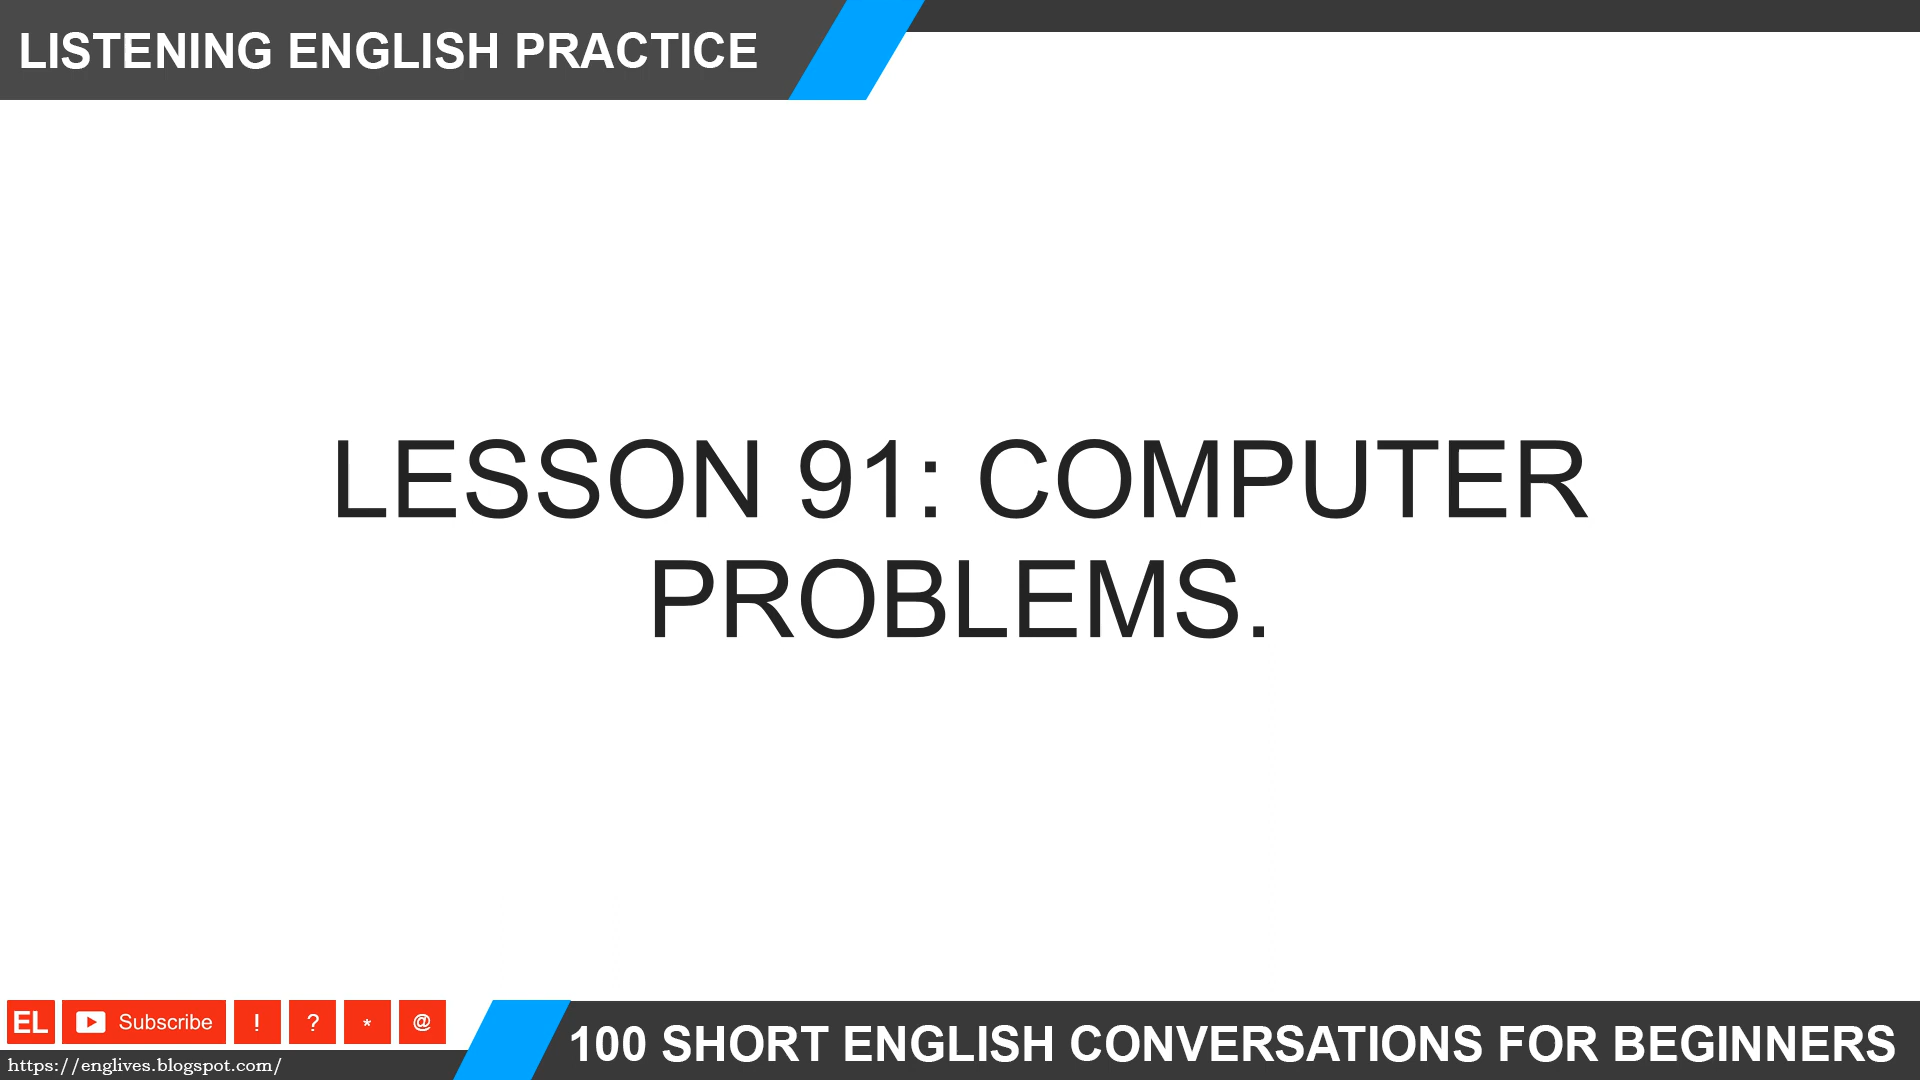 LISTENING ENGLISH PRACTICE
LESSON 91: COMPUTER
PROBLEMS.
EL Subscribe ! ? * @
https://englives.blogspot.com/
100 SHORT ENGLISH CONVERSATIONS FOR BEGINNERS